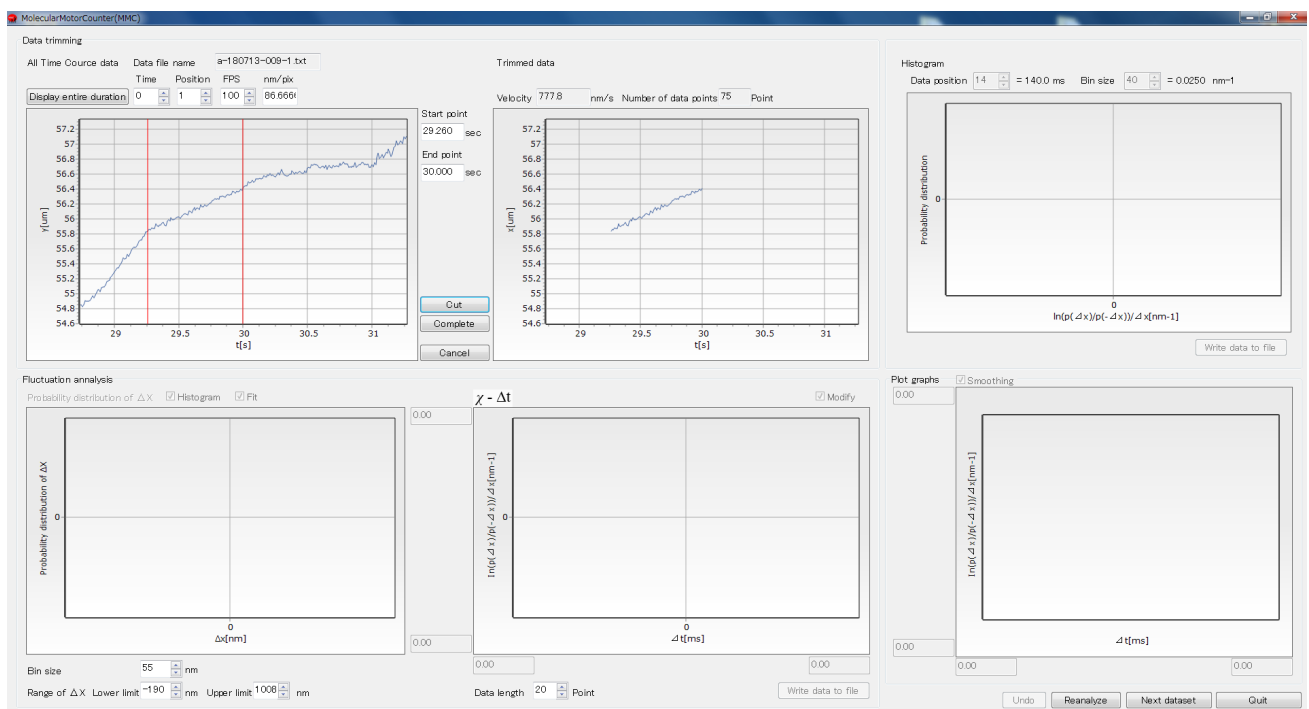 MolecularMotorCounter(MMC)
Data trimming
All Time Cource data Data file name a-180713-009-1.txt
Time Position FPS nm/pix
Display entire duration 0 1 100 86.666
57.2
57
56.8
56.6
56.4
56.2
56
55.8
55.6
55.4
55.2
55
54.8
54.6
y[um]
29 29.5 30 30.5 31
t[s]
Start point
29.260 sec
End point
30.000 sec
Cut
Complete
Cancel
Trimmed data
Velocity 777.8 nm/s Number of data points 75 Point
57.2
57
56.8
56.6
56.4
56.2
56
55.8
55.6
55.4
55.2
55
54.8
54.6
x[um]
29 29.5 30 30.5 31
t[s]
Histogram
Data position 14 = 140.0 ms Bin size 40 = 0.0250 nm-1
Probability distribution
0
0
ln(p(⊿x)/p(-⊿x))/⊿x[nm-1]
Write data to file
Fluctuation annalysis
Probability distribution of ΔX Histogram Fit
Probability distribution of ΔX
0
0
Δx[nm]
Bin size 55 nm
Range of ΔX Lower limit -190 nm Upper limit 1008 nm
χ - Δt
Modify
0.00
0.00
ln(p(⊿x)/p(-⊿x))/⊿x[nm-1]
0
0
⊿t[ms]
0.00 0.00
Data length 20 Point
Write data to file
Plot graphs Smoothing
0.00
0.00
ln(p(⊿x)/p(-⊿x))/⊿x[nm-1]
⊿t[ms]
0.00 0.00
Undo Reanalyze Next dataset Quit